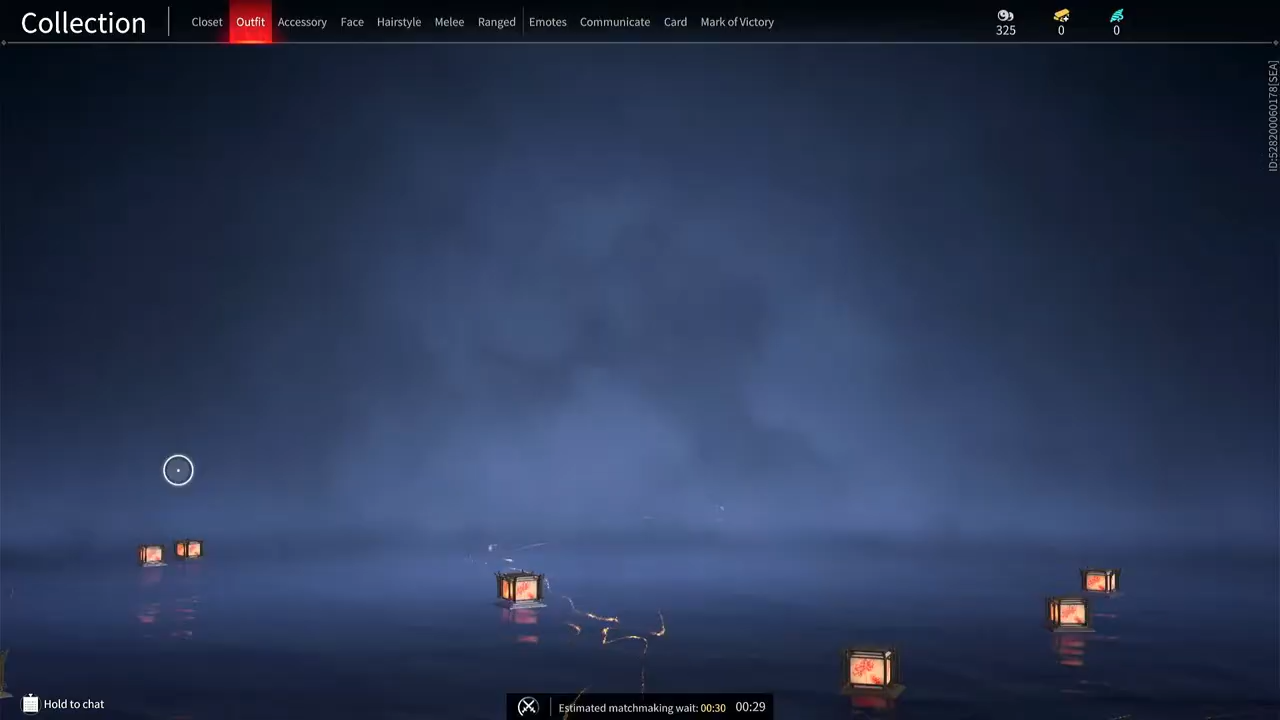 Collection Closet Outfit Accessory Face Hairstyle Melee Ranged Emotes Communicate Card Mark of Victory
325 0 0
ID:528200060178[SEA]
Hold to chat
Estimated matchmaking wait: 00:30 00:29